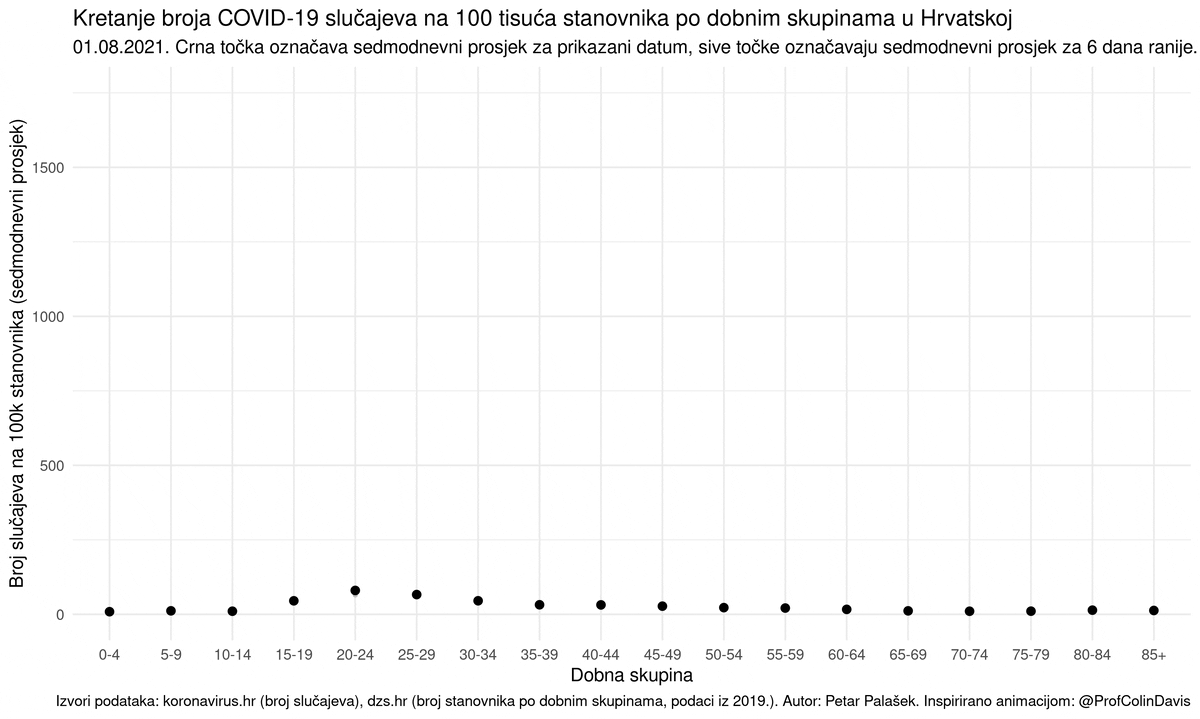 Kretanje broja COVID-19 slučajeva na 100 tisuća stanovnika po dobnim skupinama u Hrvatskoj
01.08.2021. Crna točka označava sedmodnevni prosjek za prikazani datum, sive točke označavaju sedmodnevni prosjek za 6 dana ranije.
Broj slučajeva na 100k stanovnika (sedmodnevni prosjek)
1500
1000
500
0
0-4 5-9 10-14 15-19 20-24 25-29 30-34 35-39 40-44 45-49 50-54 55-59 60-64 65-69 70-74 75-79 80-84 85+
Dobna skupina
Izvori podataka: koronavirus.hr (broj slučajeva), dzs.hr (broj stanovnika po dobnim skupinama, podaci iz 2019.). Autor: Petar Palašek. Inspirirano animacijom: @ProfColinDavis